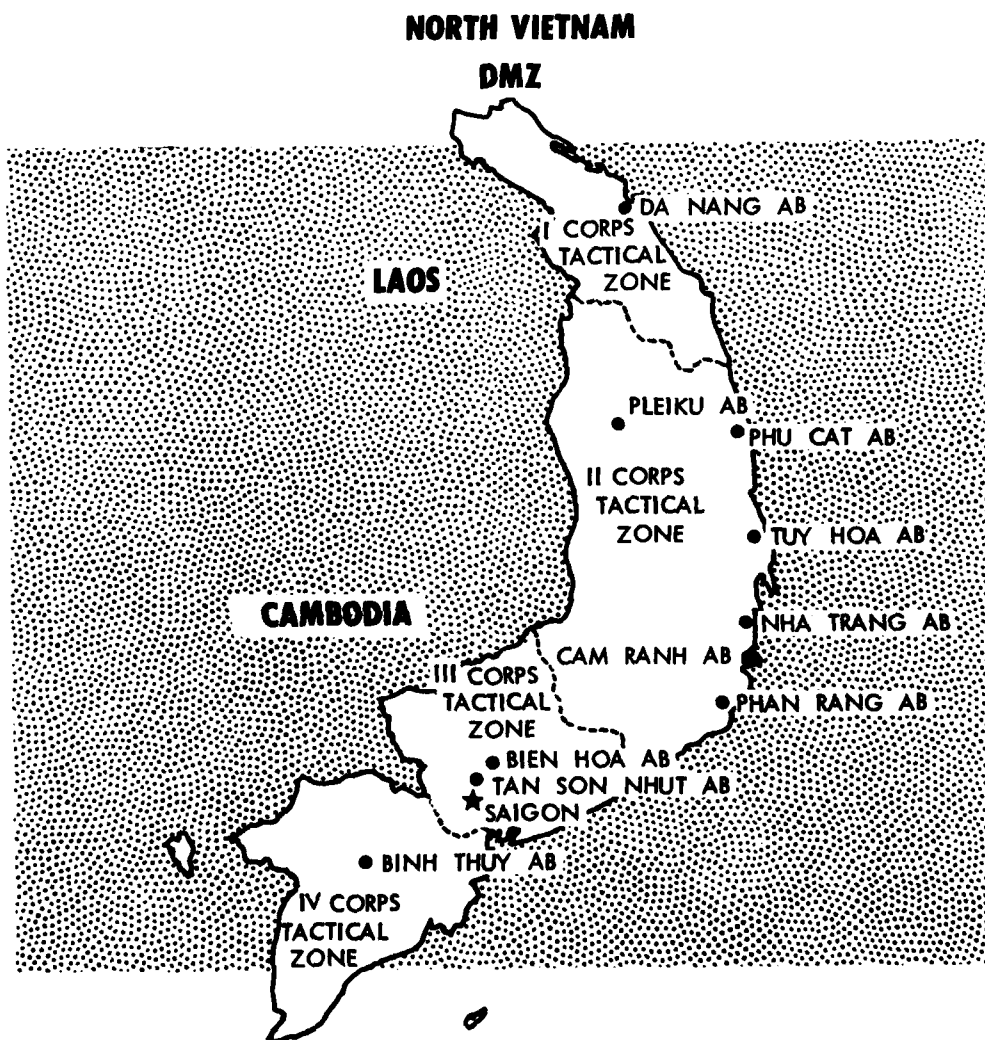 NORTH VIETNAM
DMZ
DA NANG AB
I CORPS
TACTICAL
ZONE
LAOS
PLEIKU AB
PHU CAT AB
II CORPS
TACTICAL
ZONE
TUY HOA AB
CAMBODIA
NHA TRANG AB
CAM RANH AB
III CORPS
TACTICAL
ZONE
PHAN RANG AB
BIEN HOA AB
TAN SON NHUT AB
SAIGON
BINH THUY AB
IV CORPS
TACTICAL
ZONE